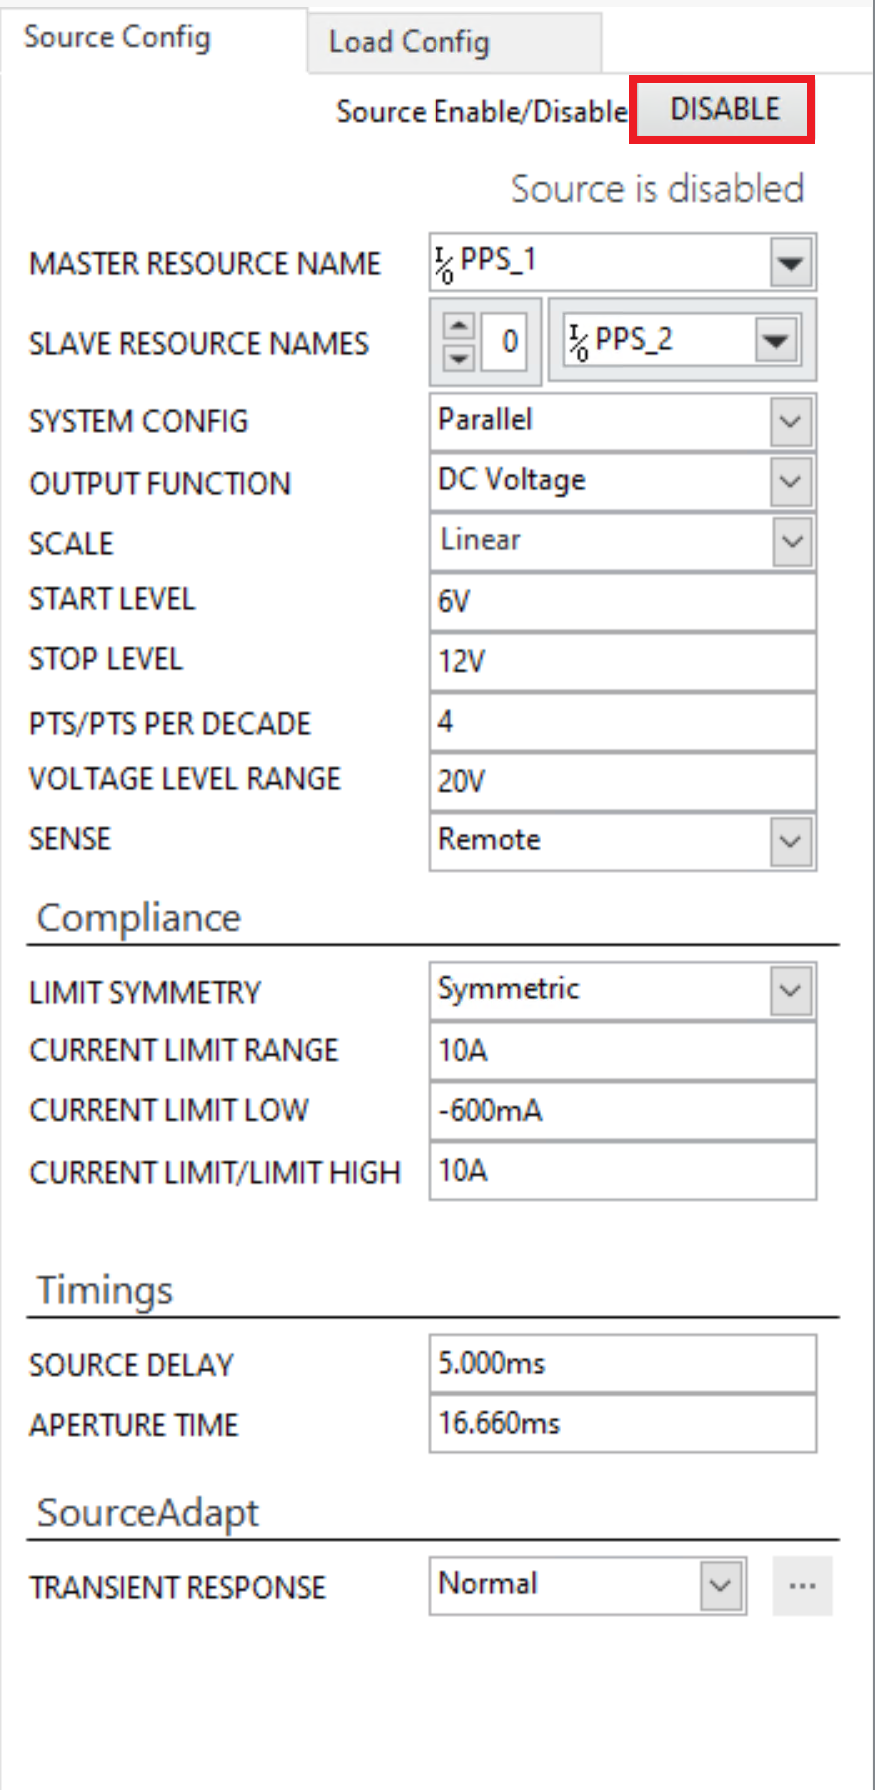 Source Config
Load Config
Source Enable/Disable DISABLE
Source is disabled
MASTER RESOURCE NAME I/O PPS_1
SLAVE RESOURCE NAMES 0 I/O PPS_2
SYSTEM CONFIG Parallel
OUTPUT FUNCTION DC Voltage
SCALE Linear
START LEVEL 6V
STOP LEVEL 12V
PTS/PTS PER DECADE 4
VOLTAGE LEVEL RANGE 20V
SENSE Remote
Compliance
LIMIT SYMMETRY Symmetric
CURRENT LIMIT RANGE 10A
CURRENT LIMIT LOW -600mA
CURRENT LIMIT/LIMIT HIGH 10A
Timings
SOURCE DELAY 5.000ms
APERTURE TIME 16.660ms
SourceAdapt
TRANSIENT RESPONSE Normal ...